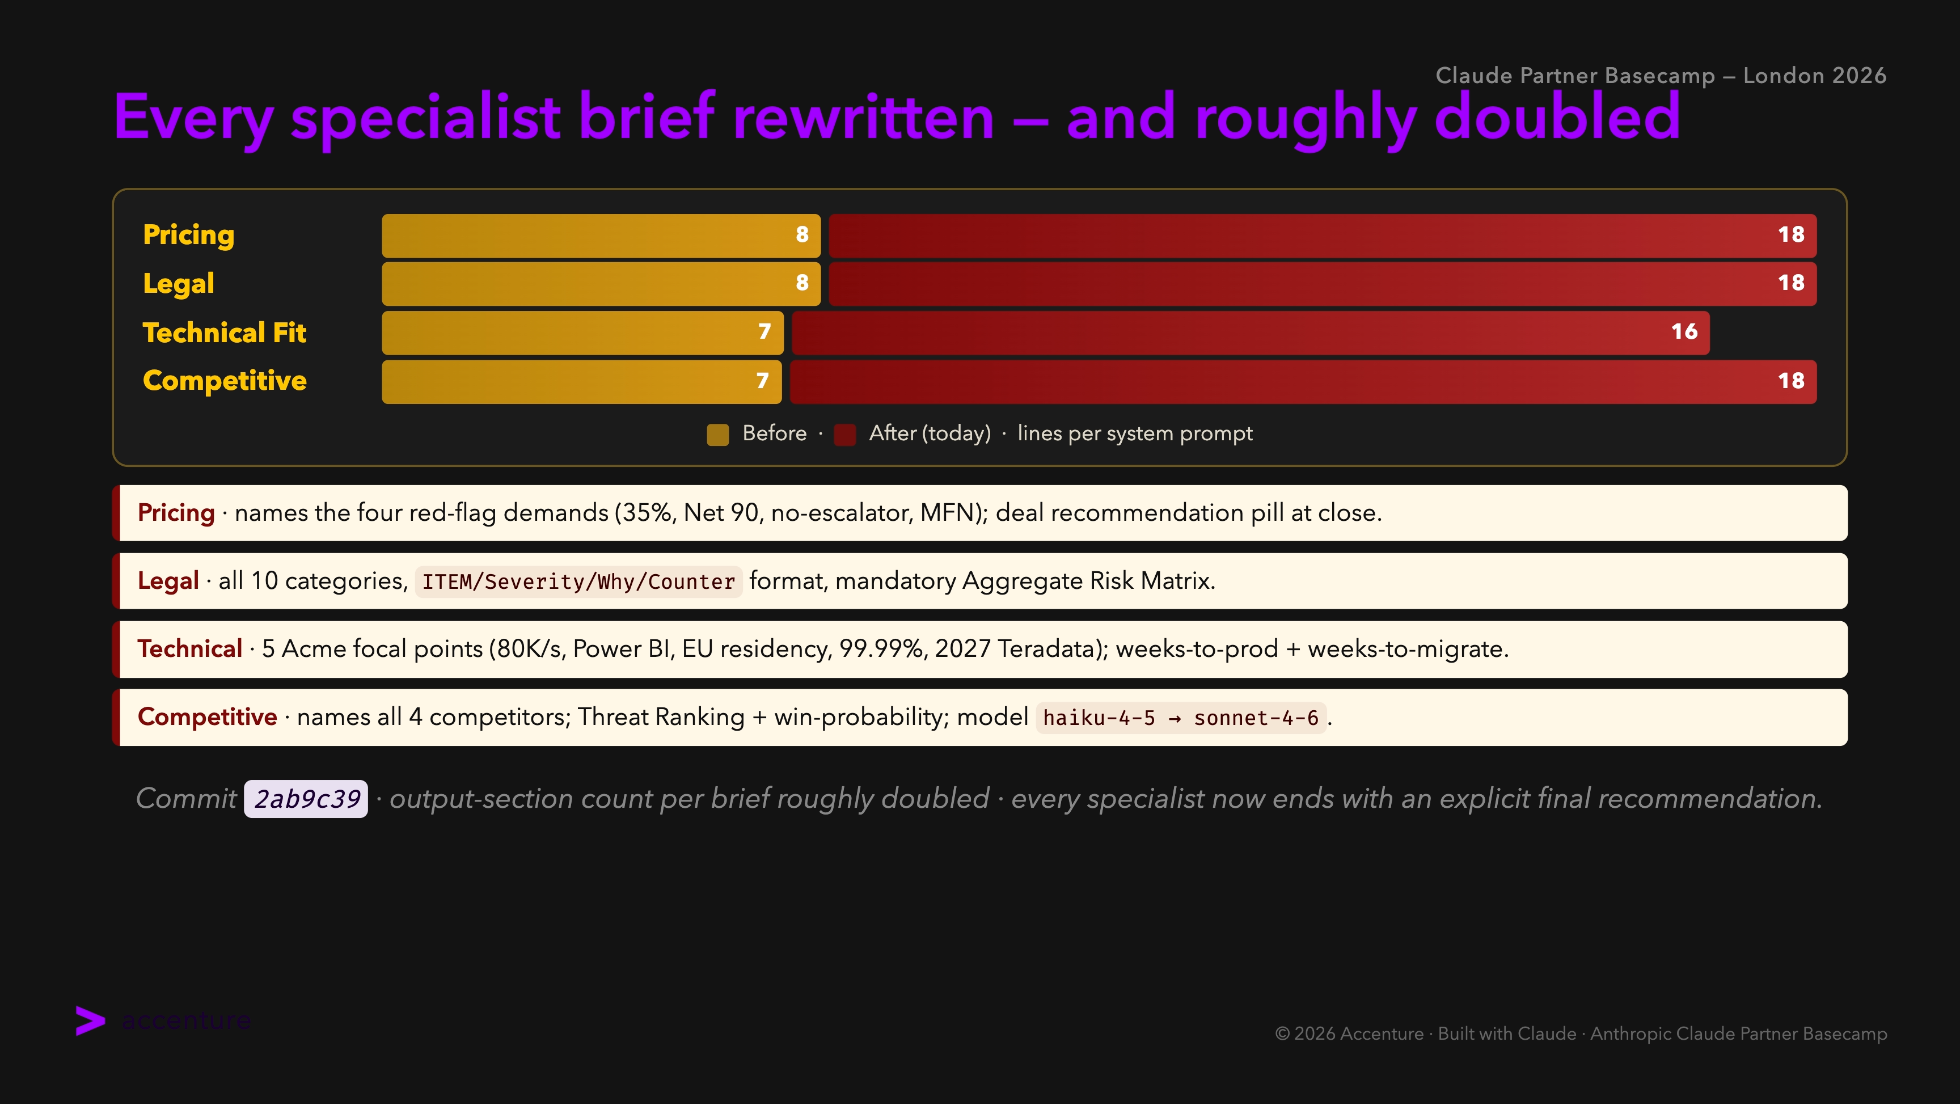 Claude Partner Basecamp – London 2026
Every specialist brief rewritten – and roughly doubled
Pricing 8 18
Legal 8 18
Technical Fit 7 16
Competitive 7 18
Before · After (today) · lines per system prompt
Pricing · names the four red-flag demands (35%, Net 90, no-escalator, MFN); deal recommendation pill at close.
Legal · all 10 categories, ITEM/Severity/Why/Counter format, mandatory Aggregate Risk Matrix.
Technical · 5 Acme focal points (80K/s, Power BI, EU residency, 99.99%, 2027 Teradata); weeks-to-prod + weeks-to-migrate.
Competitive · names all 4 competitors; Threat Ranking + win-probability; model haiku-4-5 → sonnet-4-6.
Commit 2ab9c39 · output-section count per brief roughly doubled · every specialist now ends with an explicit final recommendation.
> accenture
© 2026 Accenture · Built with Claude · Anthropic Claude Partner Basecamp